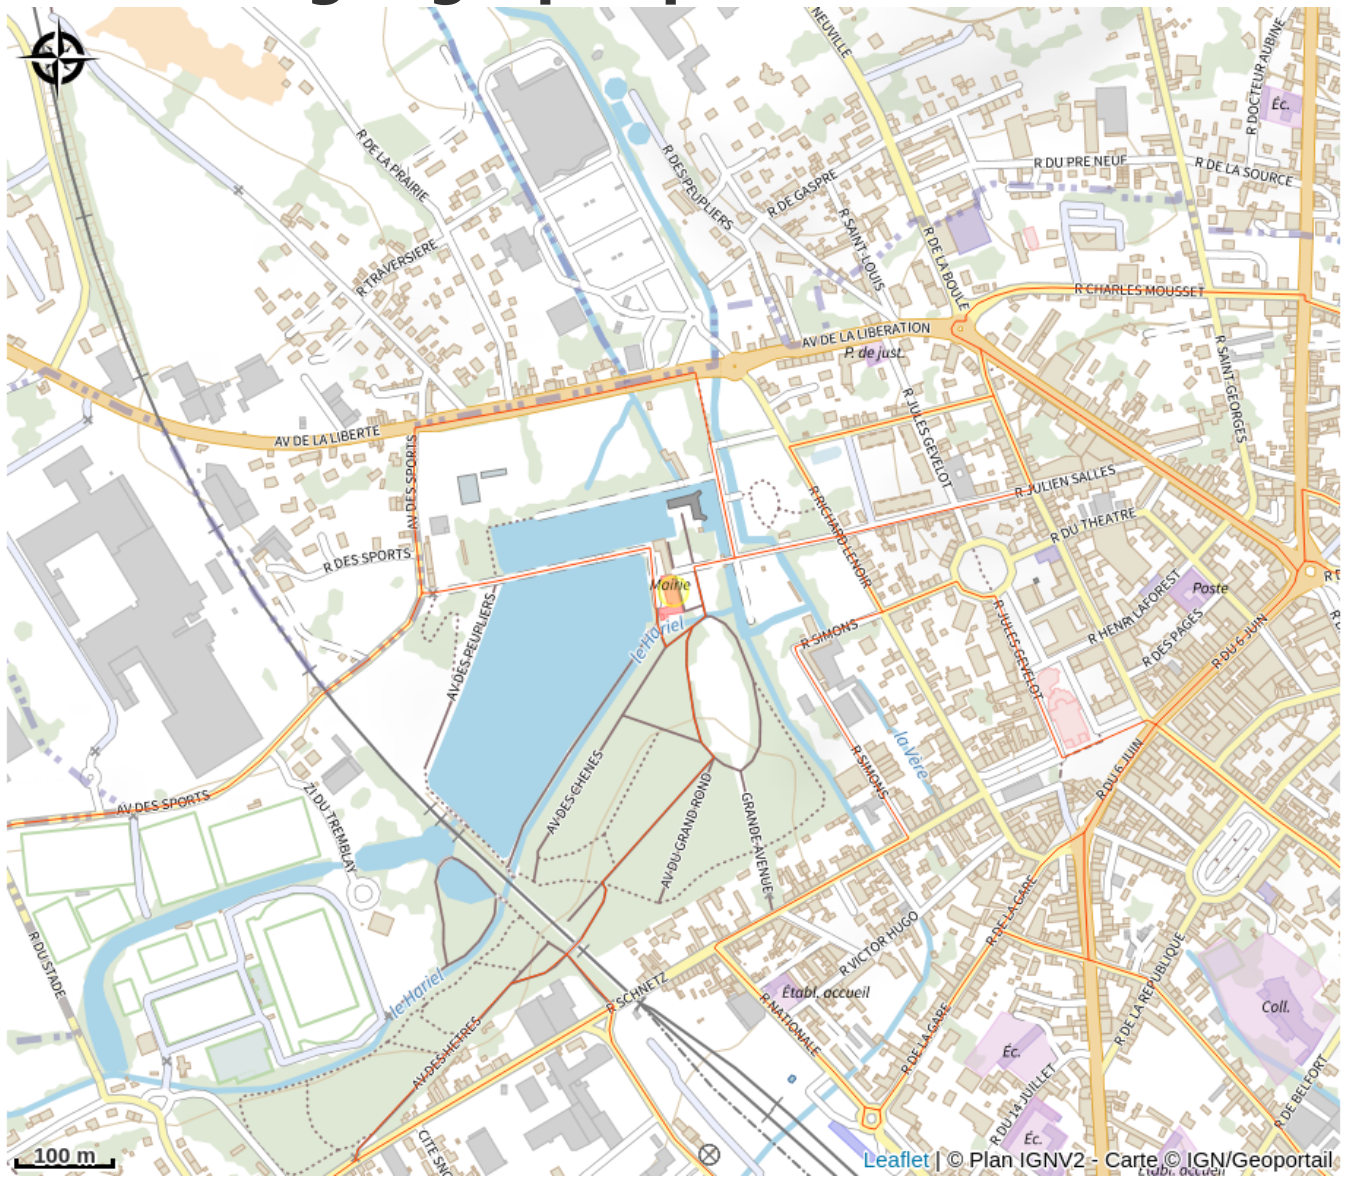 NEUVILLE
R DOCTEUR AUBINE
Éc.
R DE LA PRAIRIE
R DES PEUPLIERS
R DE GASPRE
R DU PRE NEUF
R DE LA SOURCE
R SAINT-LOUIS
R DE LA BOULE
R TRAVERSIERE
R CHARLES MOUSSET
AV DE LA LIBERATION
P. de just.
R SAINT-GEORGES
R JULES GEVELOT
AV DE LA LIBERTE
AV DES SPORTS
R JULIEN SALLES
R RICHARD LENOIR
R DU THEATRE
R DES SPORTS
Mairie
Poste
R HENRI LAFOREST
R DES PAGES
R DU 6 JUIN
AV DES PEUPLIERS
le Hariel
R SIMONS
R JULES GEVELOT
la Vère
R SIMONS
R DU 6 JUIN
AV DES CHENES
AV DU GRAND ROND
GRANDE AVENUE
AV DES SPORTS
ZI DU TREMBLAY
R DE LA GARE
R VICTOR HUGO
R DU STADE
le Hariel
R SCHNETZ
Établ. accueil
R NATIONALE
R DE LA REPUBLIQUE
Coll.
R DE LA GARE
Éc.
AV DES HETRES
R DU 14 JUILLET
R DE BELFORT
Éc.
100 m
Leaflet | © Plan IGNV2 - Carte © IGN/Geoportail
Établ. accueil